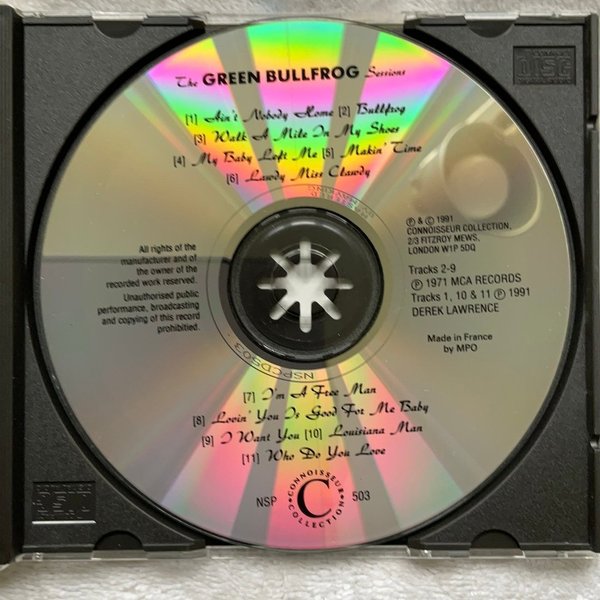 The GREEN BULLFROG Sessions
[1] Ain't Nobody Home [2] Bullfrog
[3] Walk A Mile In My Shoes
[4] My Baby Left Me [5] Makin' Time
[6] Lawdy Miss Clawdy
All rights of the
manufacturer and of
the owner of the
recorded work reserved.
Unauthorised public
performance, broadcasting
and copying of this record
prohibitied.
℗ & © 1991
CONNOISSEUR COLLECTION,
2/3 FITZROY MEWS,
LONDON W1P 5DQ
Tracks 2-9
℗ 1971 MCA RECORDS
Tracks 1, 10 & 11 ℗ 1991
DEREK LAWRENCE
Made in France
by MPO
NSPCD503
[7] I'm A Free Man
[8] Lovin' You Is Good For Me Baby
[9] I Want You [10] Louisiana Man
[11] Who Do You Love
NSP 503
CONNOISSEUR
C
COLLECTION